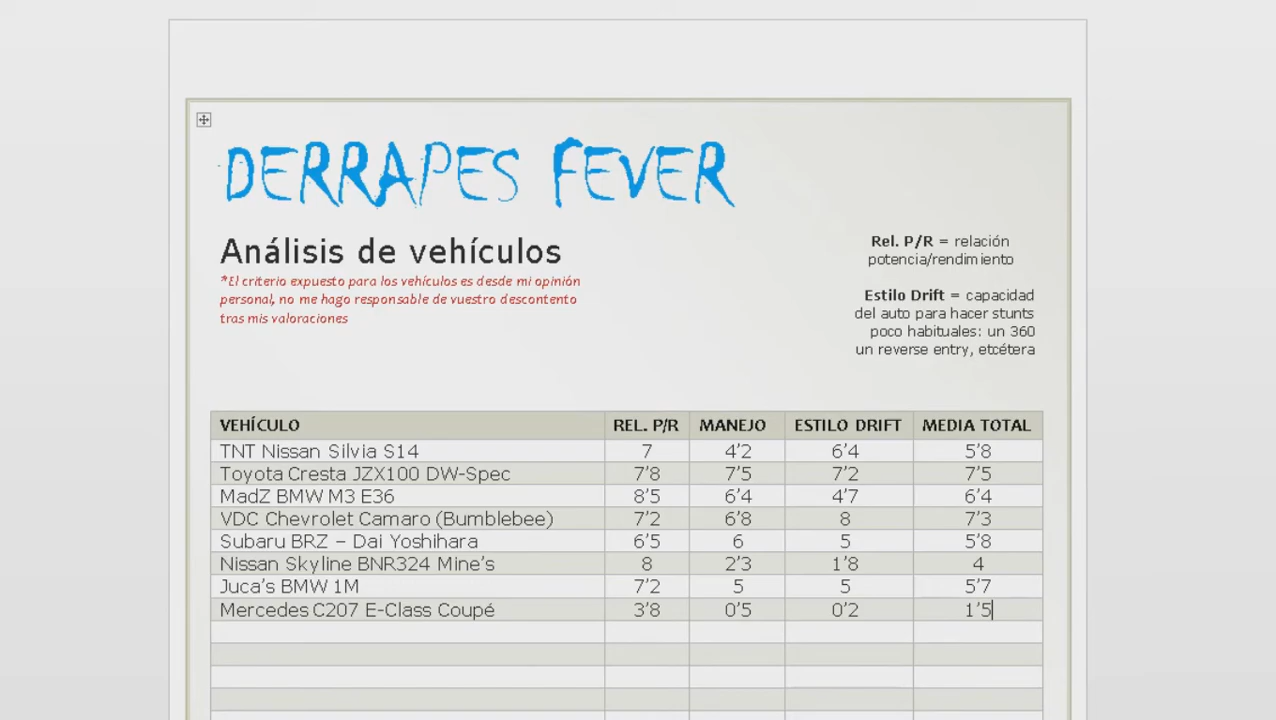 DERRAPES FEVER
Análisis de vehículos
*El criterio expuesto para los vehículos es desde mi opinión
personal, no me hago responsable de vuestro descontento
tras mis valoraciones
Rel. P/R = relación
potencia/rendimiento
Estilo Drift = capacidad
del auto para hacer stunts
poco habituales: un 360
un reverse entry, etcétera
VEHÍCULO REL. P/R MANEJO ESTILO DRIFT MEDIA TOTAL
TNT Nissan Silvia S14 7 4’2 6’4 5’8
Toyota Cresta JZX100 DW-Spec 7’8 7’5 7’2 7’5
MadZ BMW M3 E36 8’5 6’4 4’7 6’4
VDC Chevrolet Camaro (Bumblebee) 7’2 6’8 8 7’3
Subaru BRZ – Dai Yoshihara 6’5 6 5 5’8
Nissan Skyline BNR324 Mine’s 8 2’3 1’8 4
Juca’s BMW 1M 7’2 5 5 5’7
Mercedes C207 E-Class Coupé 3’8 0’5 0’2 1’5